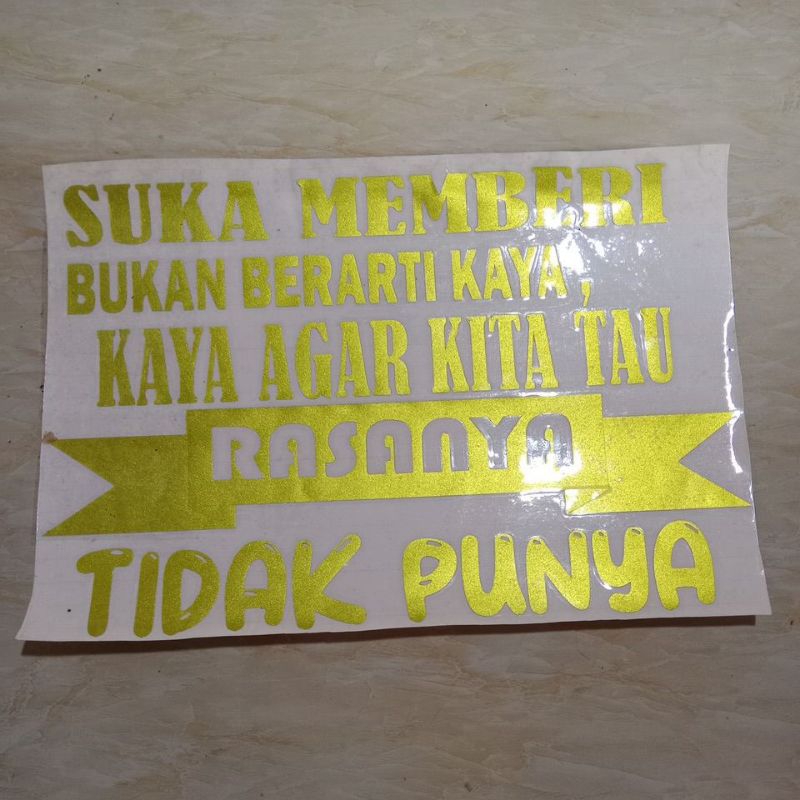 SUKA MEMBERI
BUKAN BERARTI KAYA ,
KAYA AGAR KITA TAU
RASANYA
TIDAK PUNYA